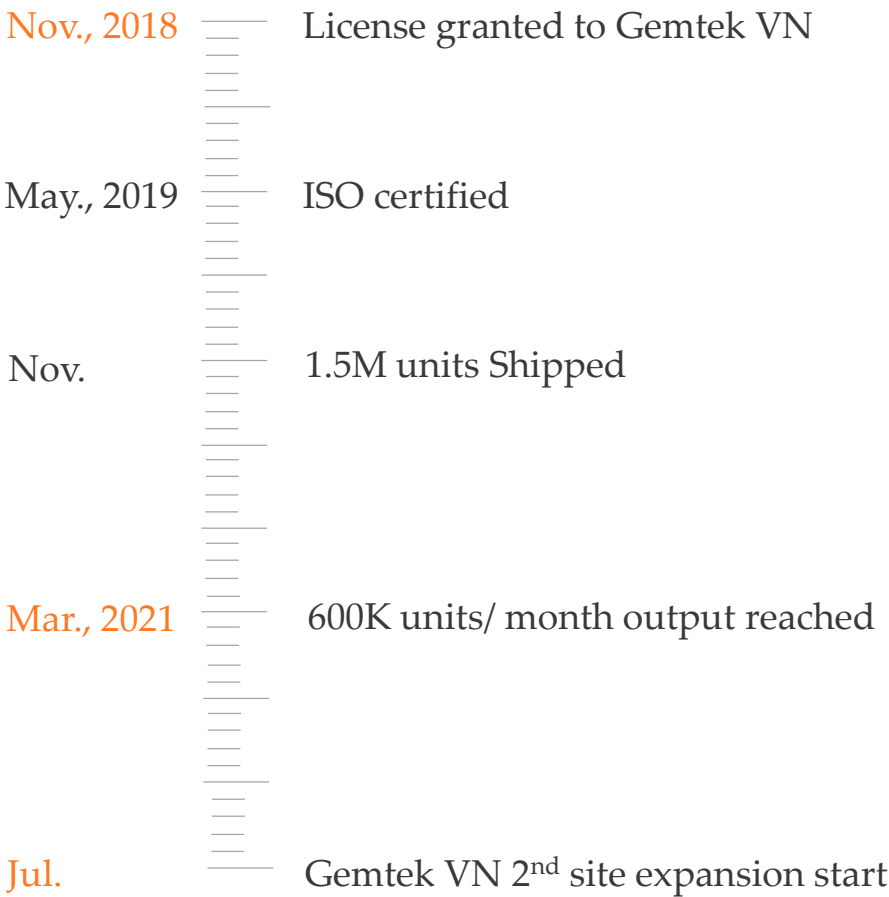 Nov., 2018 License granted to Gemtek VN
May., 2019 ISO certified
Nov. 1.5M units Shipped
Mar., 2021 600K units/ month output reached
Jul. Gemtek VN 2nd site expansion start